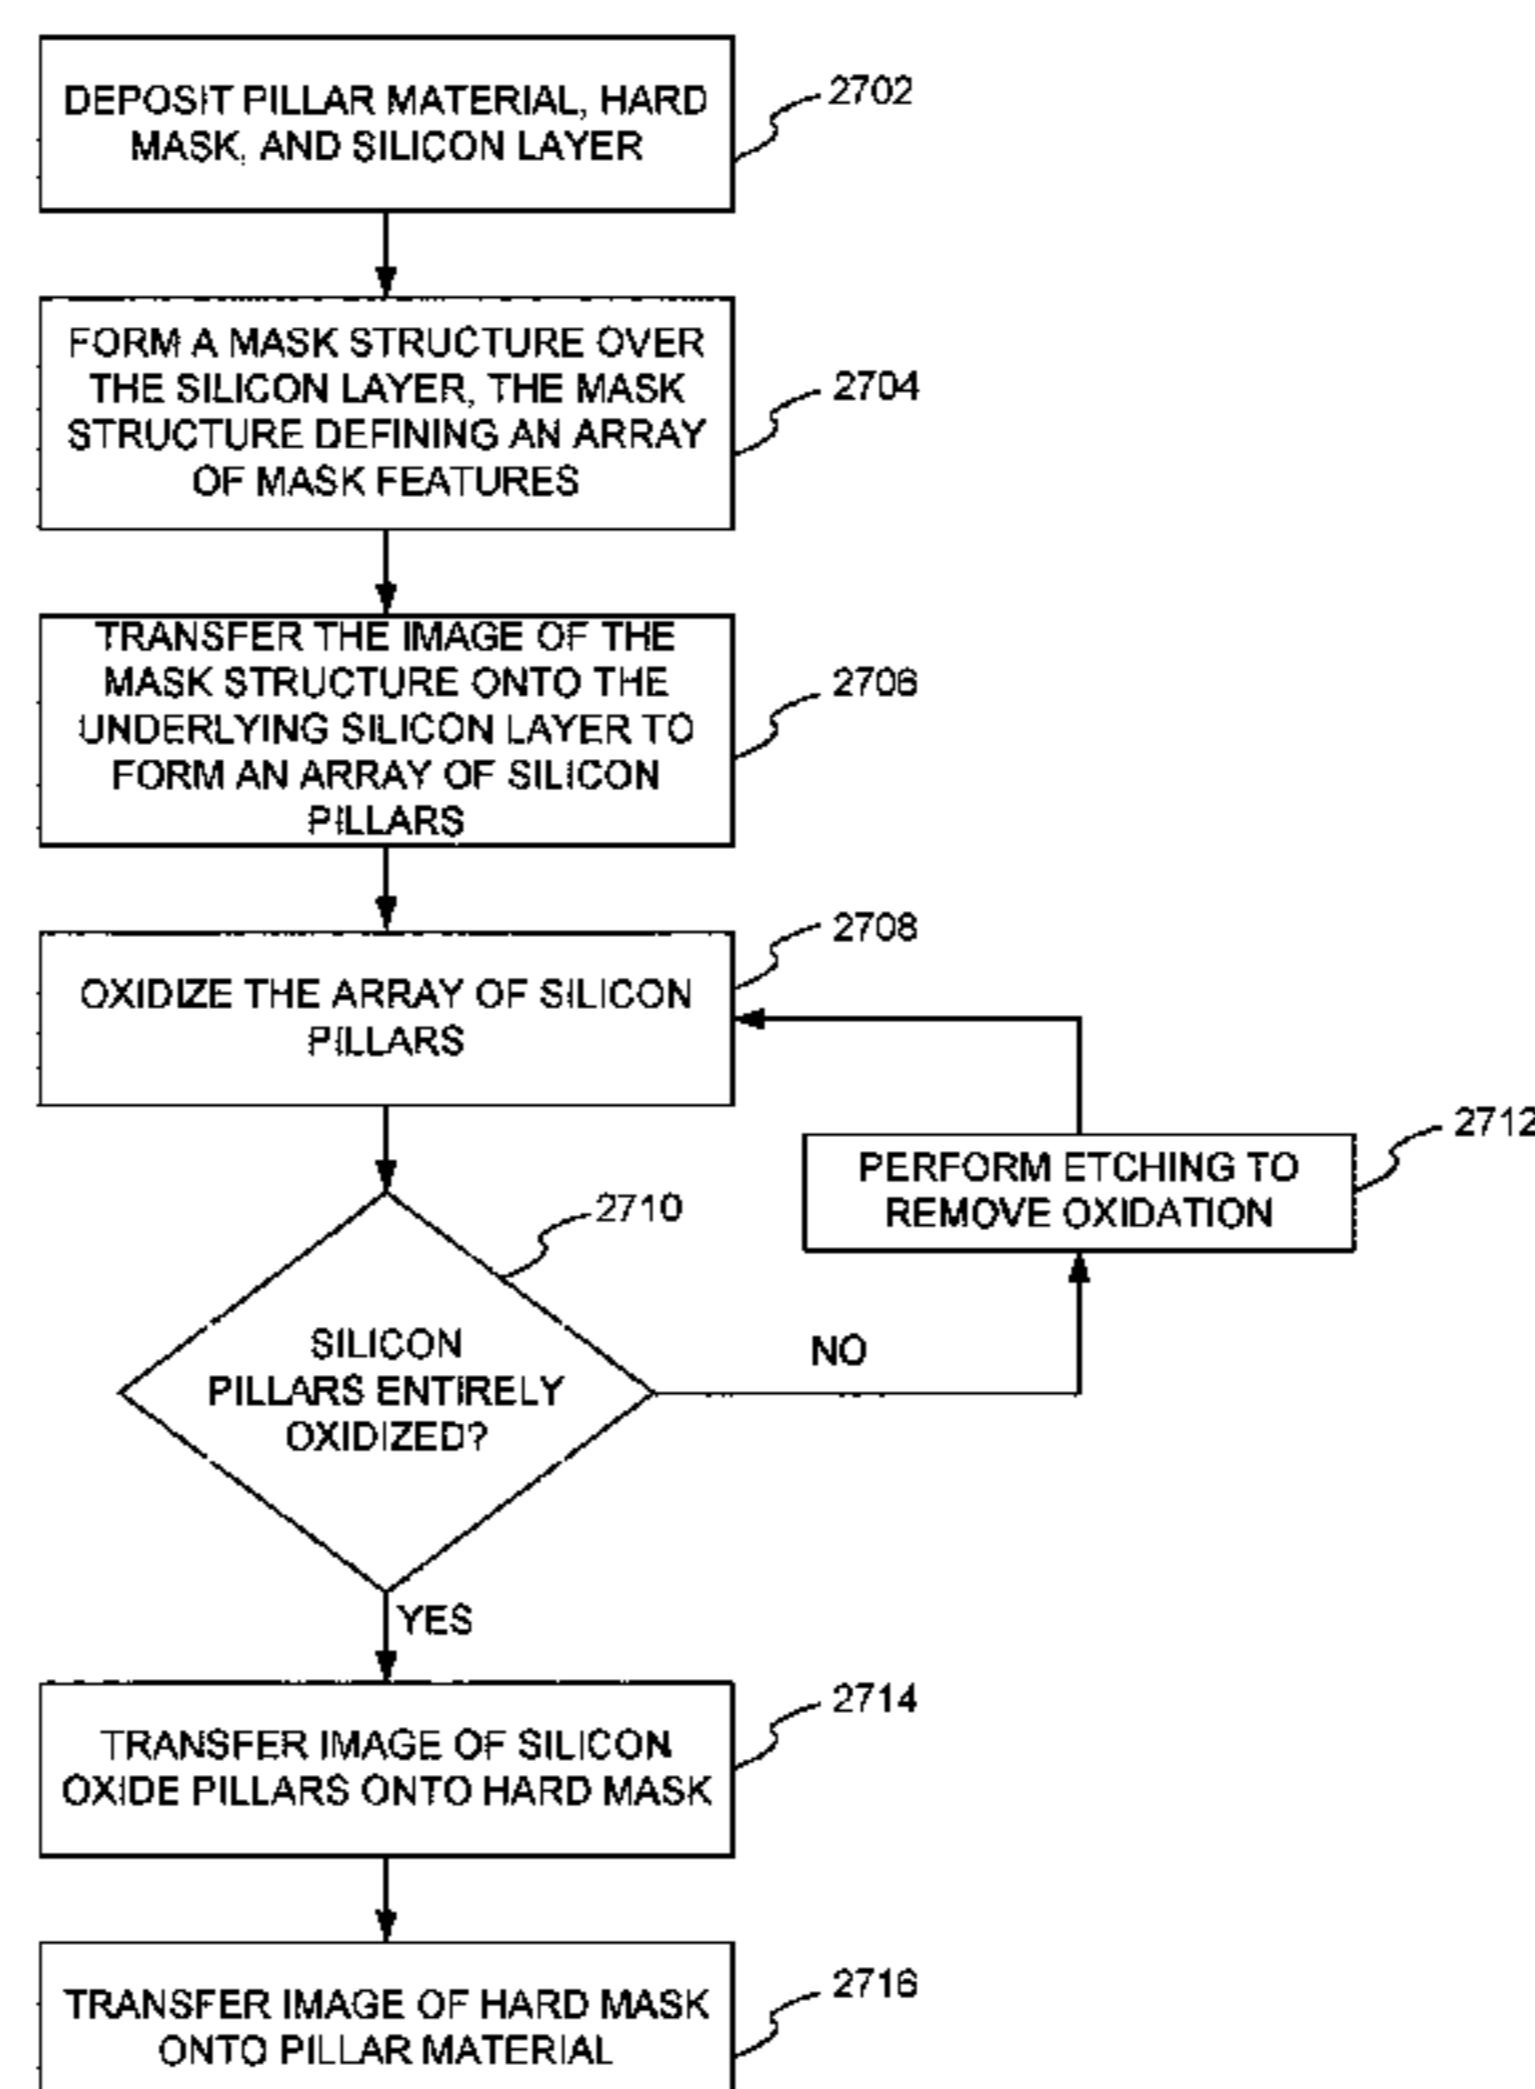 DEPOSIT PILLAR MATERIAL, HARD
MASK, AND SILICON LAYER
2702
FORM A MASK STRUCTURE OVER
THE SILICON LAYER, THE MASK
STRUCTURE DEFINING AN ARRAY
OF MASK FEATURES
2704
TRANSFER THE IMAGE OF THE
MASK STRUCTURE ONTO THE
UNDERLYING SILICON LAYER TO
FORM AN ARRAY OF SILICON
PILLARS
2706
OXIDIZE THE ARRAY OF SILICON
PILLARS
2708
PERFORM ETCHING TO
REMOVE OXIDATION
2712
SILICON
PILLARS ENTIRELY
OXIDIZED?
2710
NO
YES
TRANSFER IMAGE OF SILICON
OXIDE PILLARS ONTO HARD MASK
2714
TRANSFER IMAGE OF HARD MASK
ONTO PILLAR MATERIAL
2716